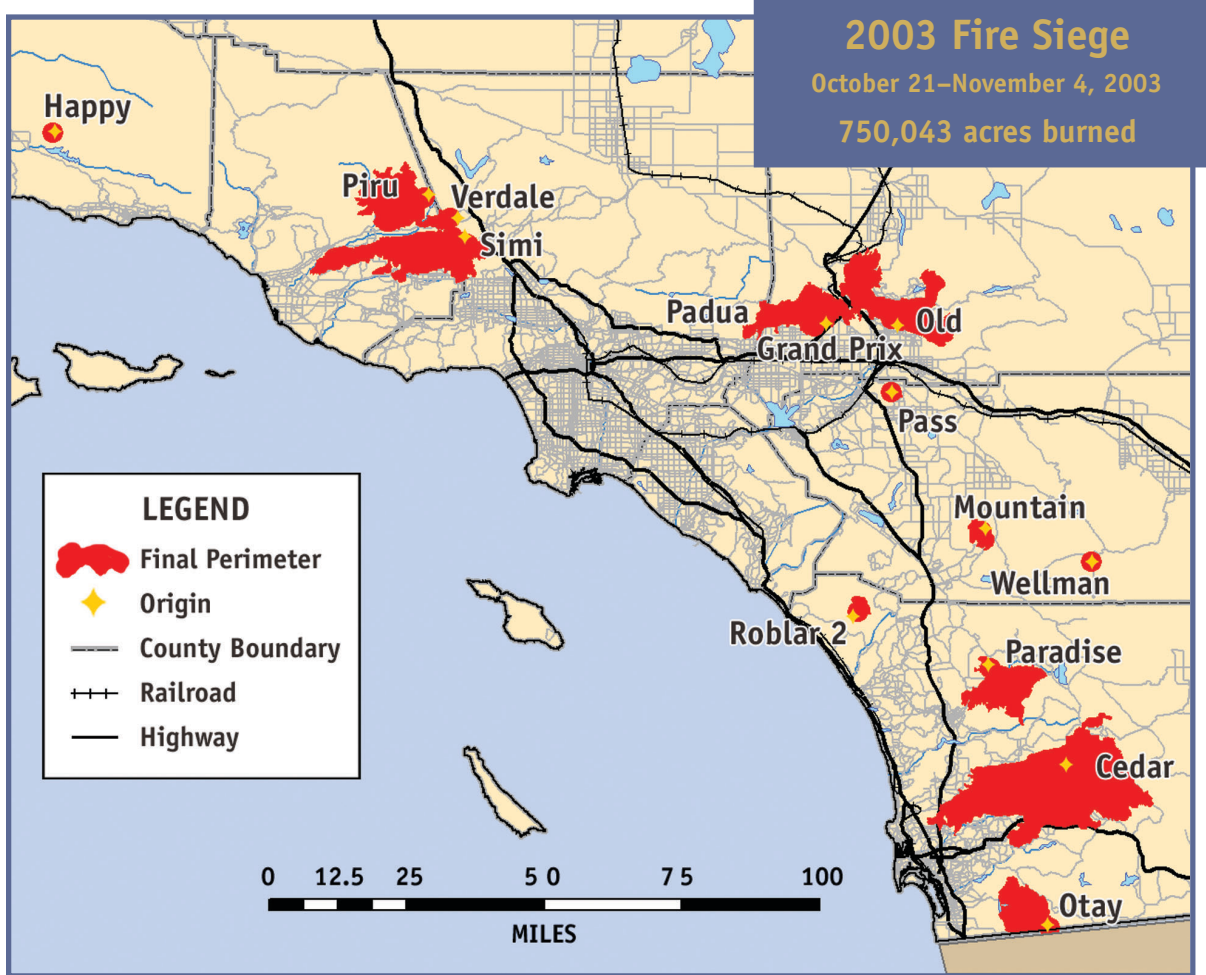 2003 Fire Siege
October 21–November 4, 2003
750,043 acres burned
Happy
Piru
Verdale
Simi
Padua
Old
Grand Prix
Pass
Mountain
Wellman
Roblar 2
Paradise
Cedar
Otay
LEGEND
Final Perimeter
Origin
County Boundary
Railroad
Highway
0 12.5 25 50 75 100
MILES